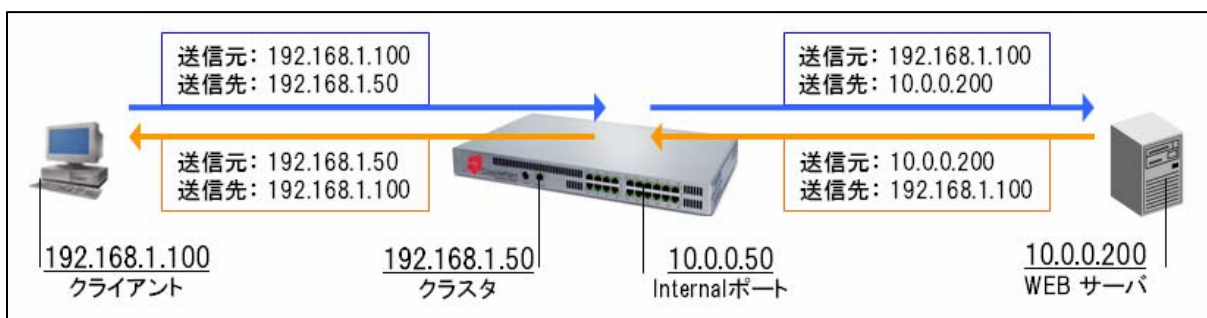 送信元: 192.168.1.100
送信先: 192.168.1.50
送信元: 192.168.1.100
送信先: 10.0.0.200
送信元: 192.168.1.50
送信先: 192.168.1.100
送信元: 10.0.0.200
送信先: 192.168.1.100
CoyotePoint
192.168.1.100
クライアント
192.168.1.50
クラスタ
10.0.0.50
Internalポート
10.0.0.200
WEB サーバ